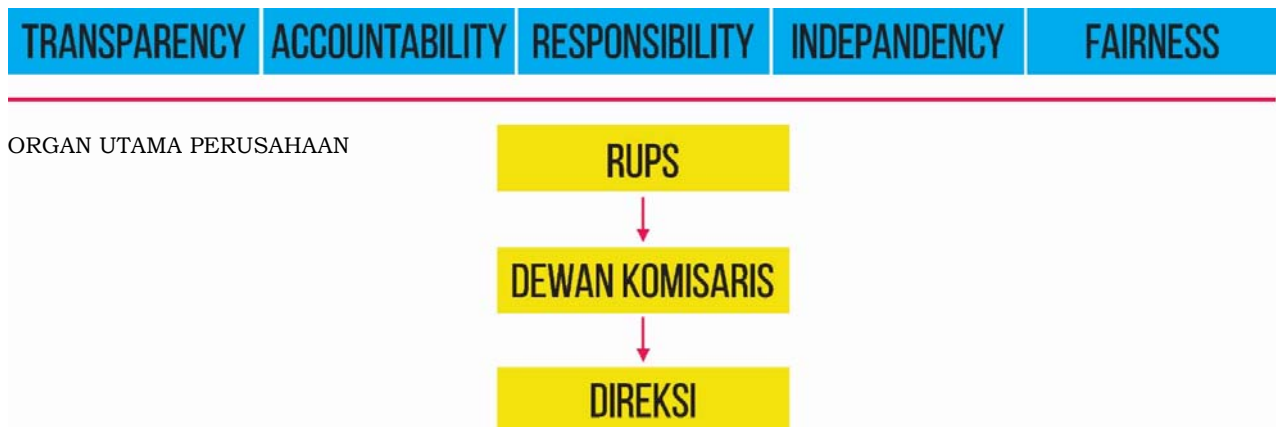 TRANSPARENCY ACCOUNTABILITY RESPONSIBILITY INDEPANDENCY FAIRNESS
ORGAN UTAMA PERUSAHAAN
RUPS
DEWAN KOMISARIS
DIREKSI